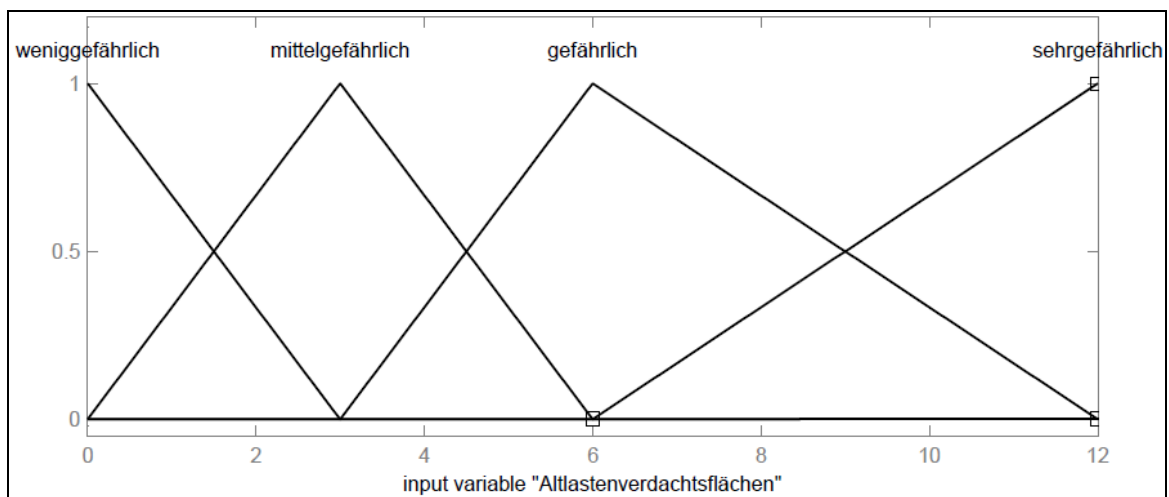 weniggefährlich mittelgefährlich gefährlich sehrgefährlich
1
0.5
0
0 2 4 6 8 10 12
input variable "Altlastenverdachtsflächen"